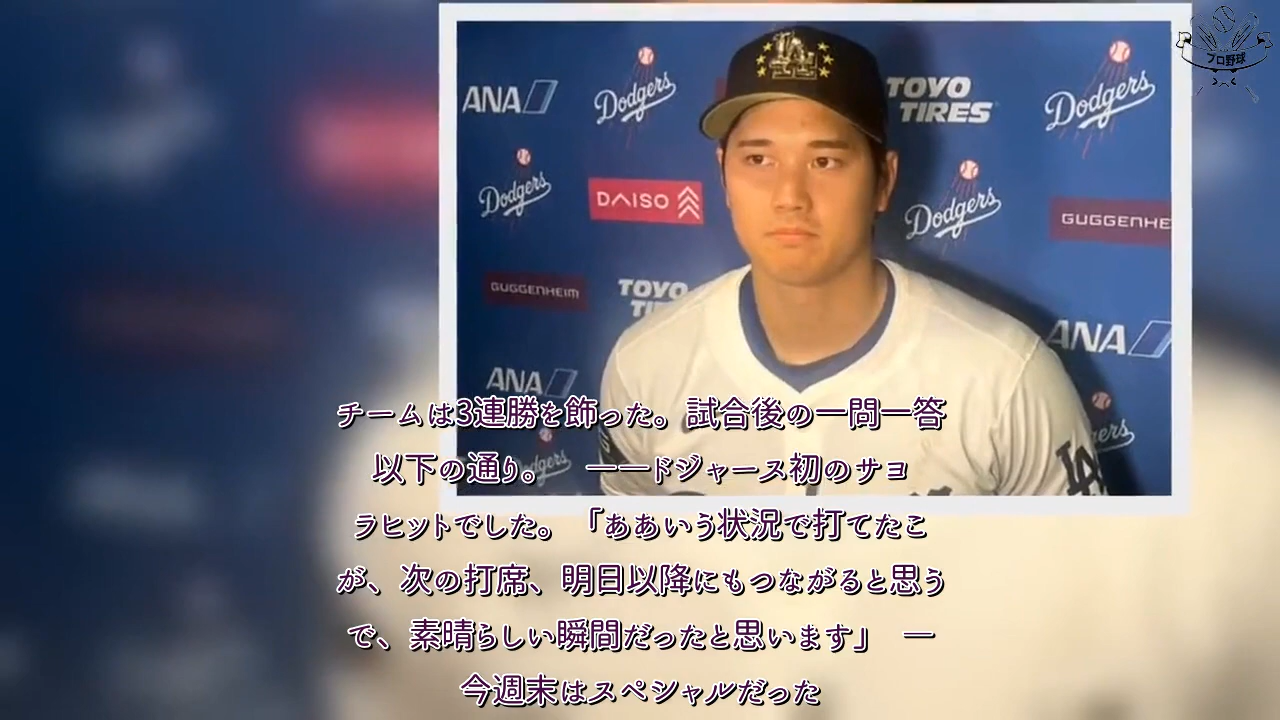 プロ野球
ANA
Dodgers
TOYO
TIRES
Dodgers
Dodgers
DAISO
Dodgers
GUGGENHE
GUGGENHEIM
TOYO
TI
ANA
ANA
チームは3連勝を飾った。試合後の一問一答
以下の通り。 ――ドジャース初のサヨ
ラヒットでした。「ああいう状況で打てたこ
が、次の打席、明日以降にもつながると思う
で、素晴らしい瞬間だったと思います」 ―
今週末はスペシャルだった
dgers
gers
LA